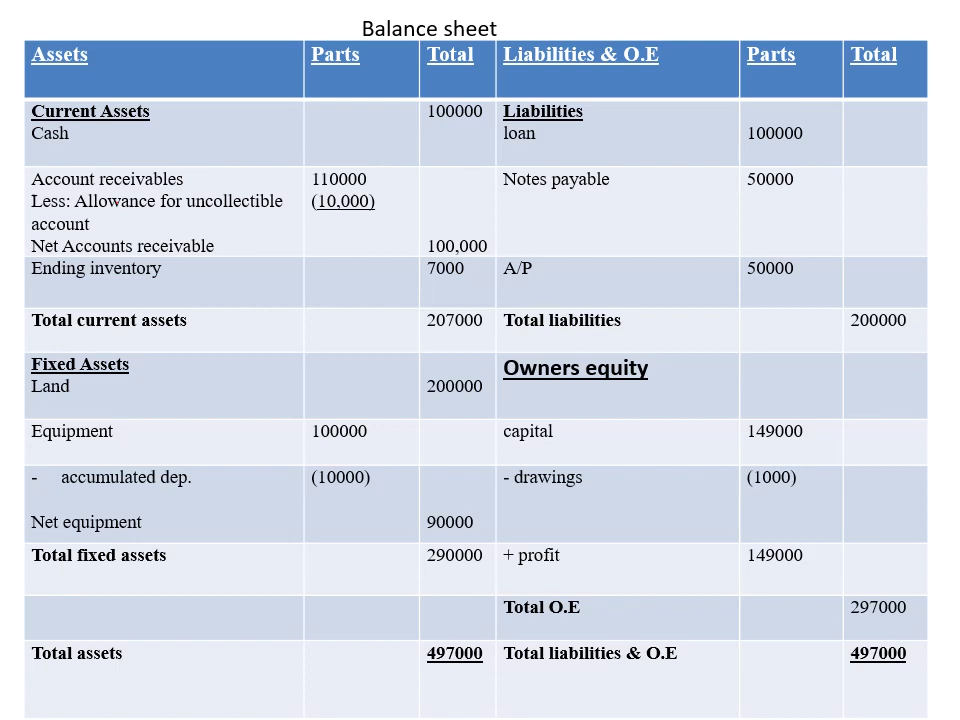 Balance sheet
Assets Parts Total Liabilities & O.E Parts Total
Current Assets 100000 Liabilities
Cash loan 100000
Account receivables 110000 Notes payable 50000
Less: Allowance for uncollectible (10,000)
account
Net Accounts receivable 100,000
Ending inventory 7000 A/P 50000
Total current assets 207000 Total liabilities 200000
Fixed Assets Owners equity
Land 200000
Equipment 100000 capital 149000
- accumulated dep. (10000) - drawings (1000)
Net equipment 90000
Total fixed assets 290000 + profit 149000
Total O.E 297000
Total assets 497000 Total liabilities & O.E 497000